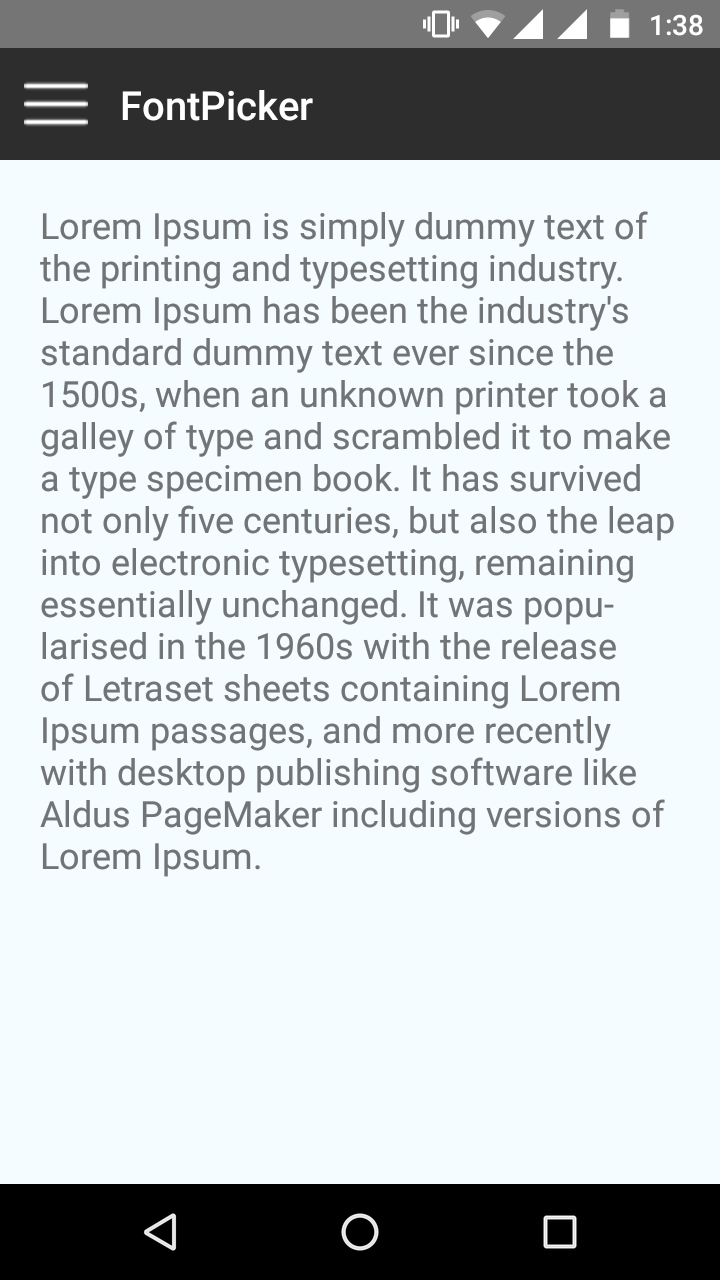 1:38
FontPicker
Lorem Ipsum is simply dummy text of
the printing and typesetting industry.
Lorem Ipsum has been the industry's
standard dummy text ever since the
1500s, when an unknown printer took a
galley of type and scrambled it to make
a type specimen book. It has survived
not only five centuries, but also the leap
into electronic typesetting, remaining
essentially unchanged. It was popu-
larised in the 1960s with the release
of Letraset sheets containing Lorem
Ipsum passages, and more recently
with desktop publishing software like
Aldus PageMaker including versions of
Lorem Ipsum.